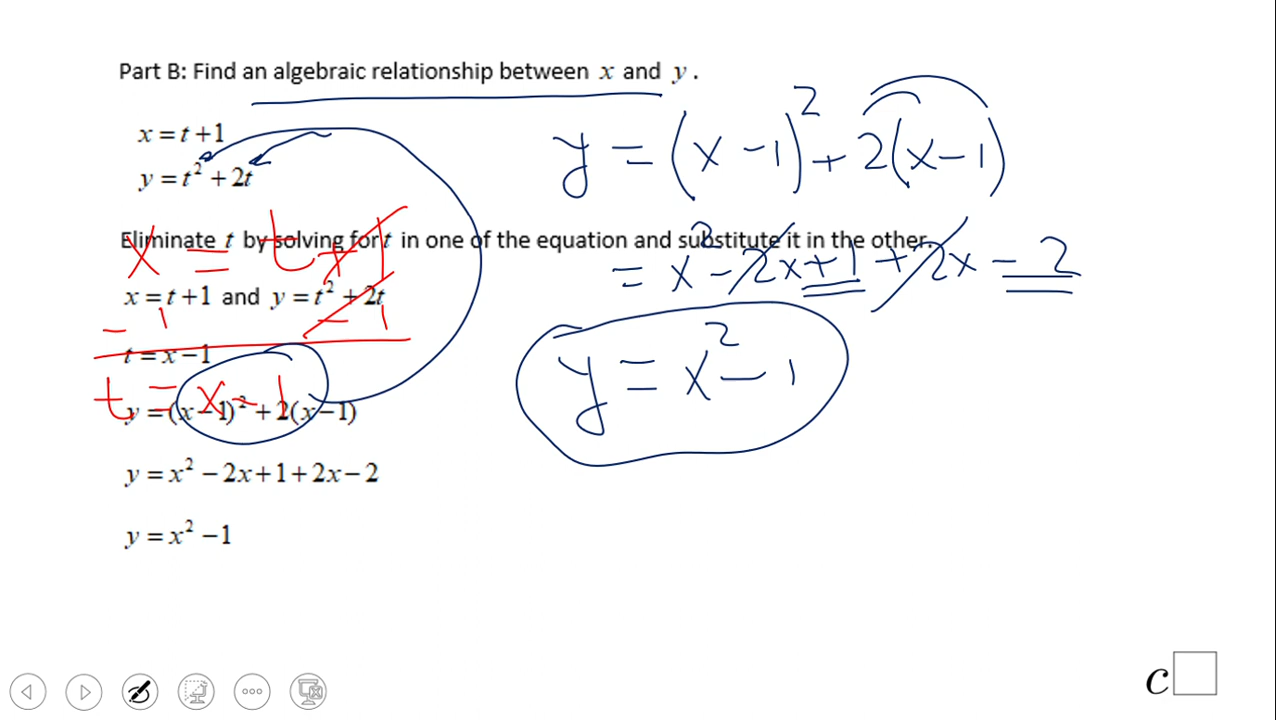 Part B: Find an algebraic relationship between x and y.
x = t + 1
y = t² + 2t
y = (x - 1)² + 2(x - 1)
Eliminate t by solving for t in one of the equation and substitute it in the other.
x = t + 1
= x² - 2x + 1 + 2x - 2
x = t + 1 and y = t² + 2t
- 1 - 1
t = x - 1
t = x - 1
y = x² - 1
y = (x - 1)² + 2(x - 1)
y = x² - 2x + 1 + 2x - 2
y = x² - 1
c